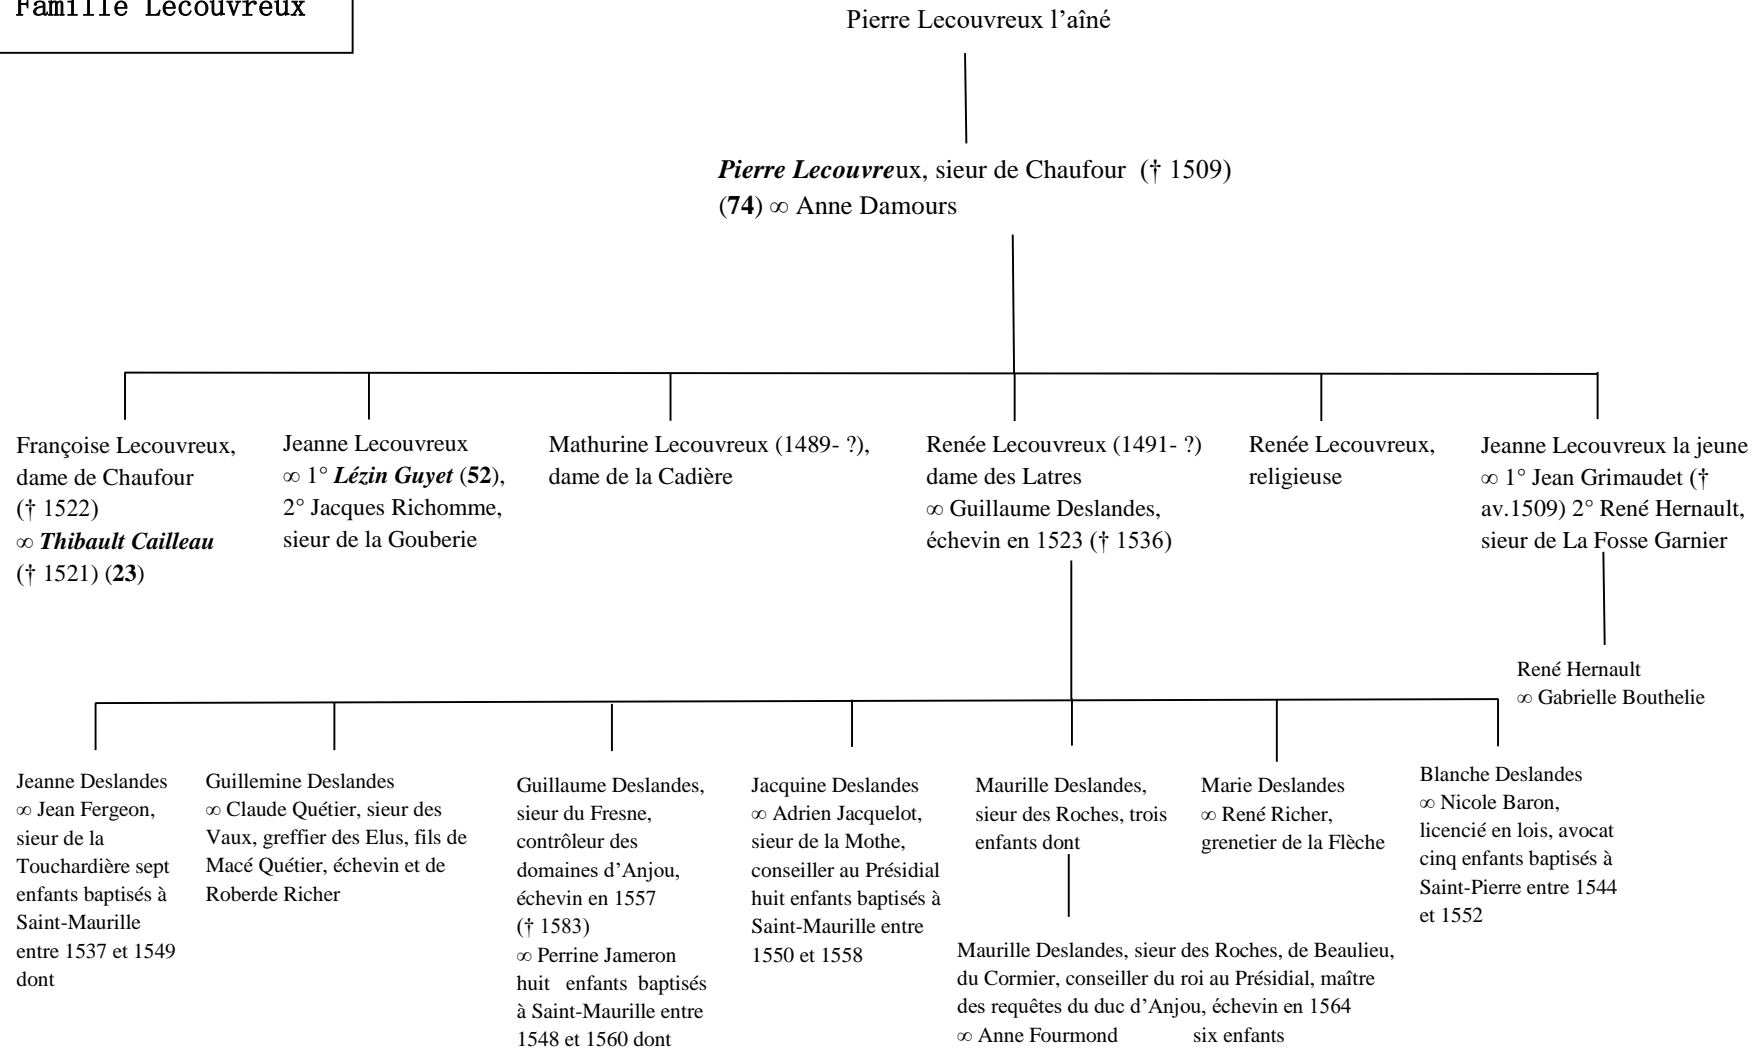 Famille Lecouvreux
Pierre Lecouvreux l’aîné
Pierre Lecouvreux, sieur de Chaufour († 1509)
(74) ∞ Anne Damours
Françoise Lecouvreux,
dame de Chaufour
(† 1522)
∞ Thibault Cailleau
(† 1521) (23)
Jeanne Lecouvreux
∞ 1° Lézin Guyet (52),
2° Jacques Richomme,
sieur de la Gouberie
Mathurine Lecouvreux (1489- ?),
dame de la Cadière
Renée Lecouvreux (1491- ?)
dame des Latres
∞ Guillaume Deslandes,
échevin en 1523 († 1536)
Renée Lecouvreux,
religieuse
Jeanne Lecouvreux la jeune
∞ 1° Jean Grimaudet (†
av.1509) 2° René Hernault,
sieur de La Fosse Garnier
René Hernault
∞ Gabrielle Bouthelie
Jeanne Deslandes
∞ Jean Fergeon,
sieur de la
Touchardière sept
enfants baptisés à
Saint-Maurille
entre 1537 et 1549
dont
Guillemine Deslandes
∞ Claude Quétier, sieur des
Vaux, greffier des Elus, fils de
Macé Quétier, échevin et de
Roberde Richer
Guillaume Deslandes,
sieur du Fresne,
contrôleur des
domaines d’Anjou,
échevin en 1557
(† 1583)
∞ Perrine Jameron
huit enfants baptisés
à Saint-Maurille entre
1548 et 1560 dont
Jacquine Deslandes
∞ Adrien Jacquelot,
sieur de la Mothe,
conseiller au Présidial
huit enfants baptisés à
Saint-Maurille entre
1550 et 1558
Maurille Deslandes,
sieur des Roches, trois
enfants dont
Maurille Deslandes, sieur des Roches, de Beaulieu,
du Cormier, conseiller du roi au Présidial, maître
des requêtes du duc d’Anjou, échevin en 1564
∞ Anne Fourmond six enfants
Marie Deslandes
∞ René Richer,
grenetier de la Flèche
Blanche Deslandes
∞ Nicole Baron,
licencié en lois, avocat
cinq enfants baptisés à
Saint-Pierre entre 1544
et 1552